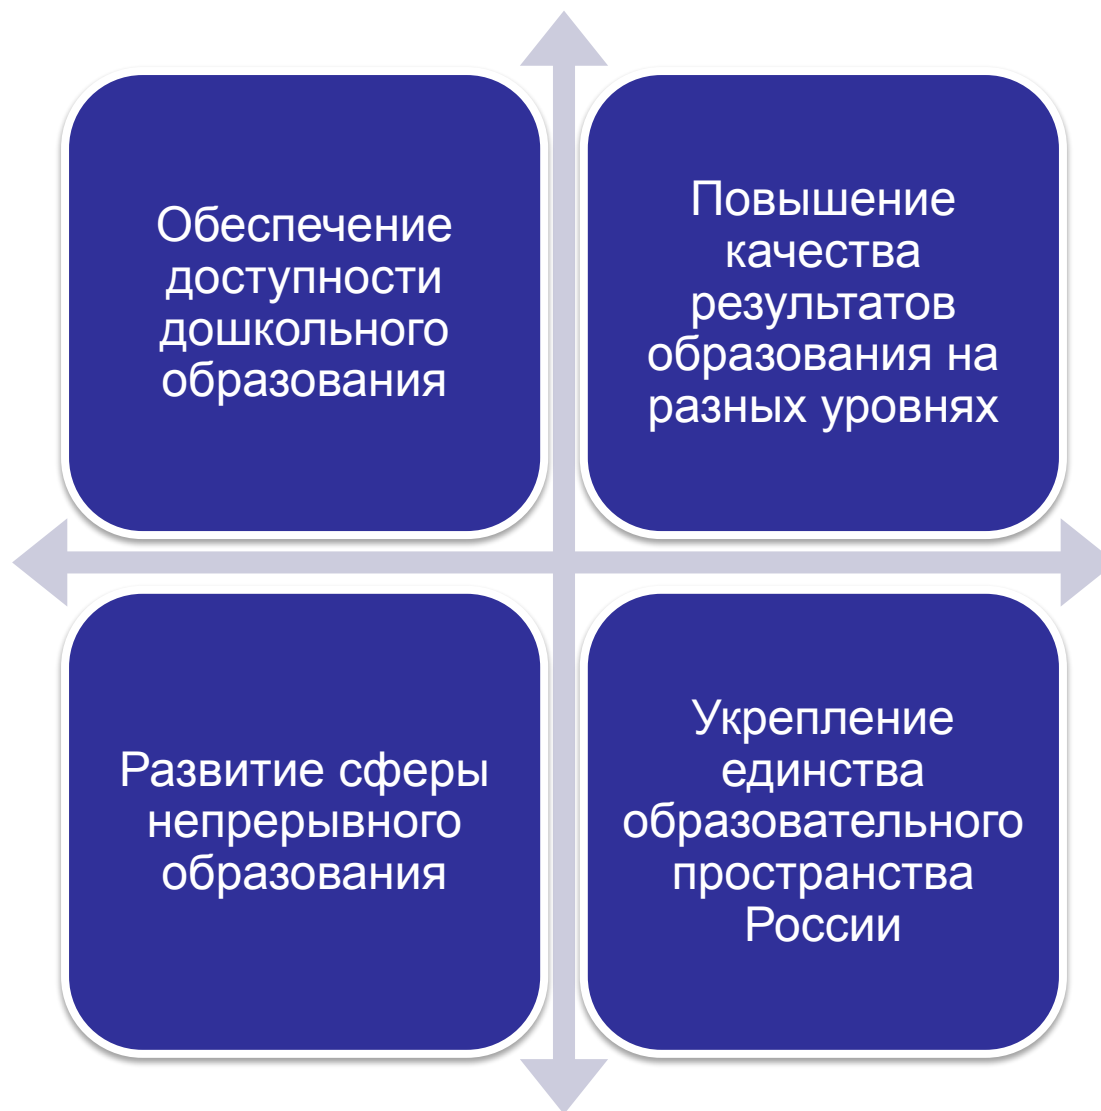 Обеспечение
доступности
дошкольного
образования
Повышение
качества
результатов
образования на
разных уровнях
Развитие сферы
непрерывного
образования
Укрепление
единства
образовательного
пространства
России